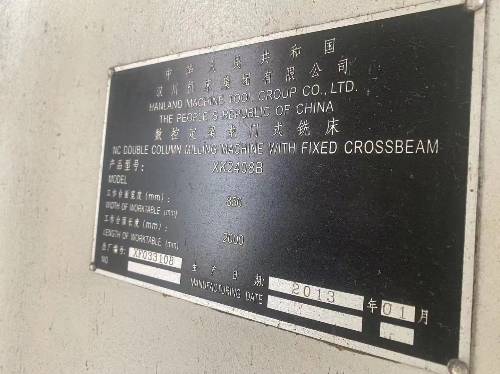 中华人民共和国
汉川机床集团有限公司
HANLAND MACHINE TOOL GROUP CO., LTD.
THE PEOPLE'S REPUBLIC OF CHINA
数控定梁龙门式铣床
NC DOUBLE COLUMN MILLING MACHINE WITH FIXED CROSSBEAM
产品型号: XK2408B
MODEL
工作台面宽度(mm): 850
WIDTH OF WORKTABLE (mm)
工作台面长度(mm): 2000
LENGTH OF WORKTABLE (mm)
出厂编号: XK033108
NO.
生产日期: 2013 年 01 月
MANUFACTURING DATE